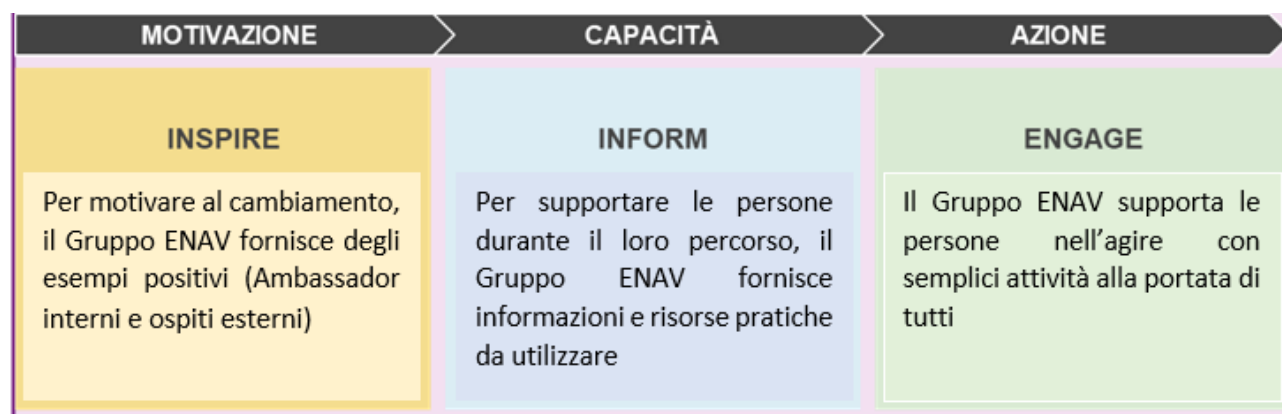 MOTIVAZIONE
CAPACITÀ
AZIONE
INSPIRE
Per motivare al cambiamento,
il Gruppo ENAV fornisce degli
esempi positivi (Ambassador
interni e ospiti esterni)
INFORM
Per supportare le persone
durante il loro percorso, il
Gruppo ENAV fornisce
informazioni e risorse pratiche
da utilizzare
ENGAGE
Il Gruppo ENAV supporta le
persone nell’agire con
semplici attività alla portata di
tutti